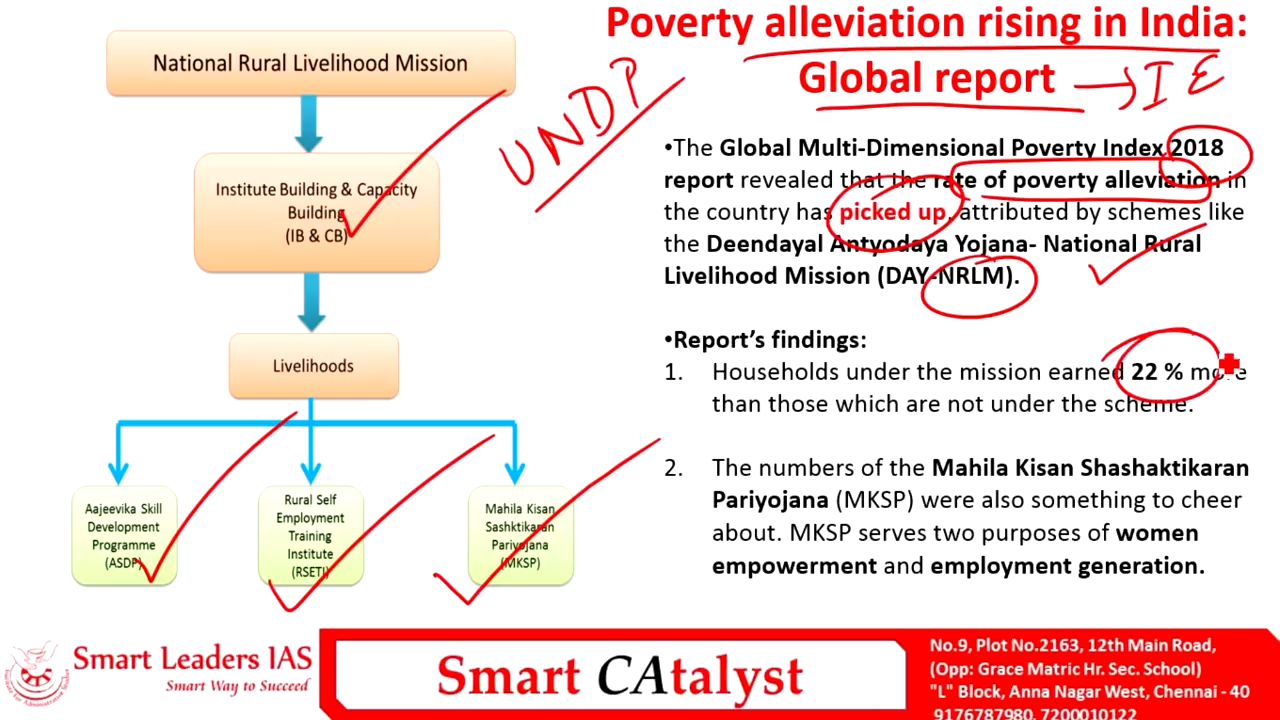 National Rural Livelihood Mission
Institute Building & Capacity
Building
(IB & CB)
Livelihoods
Aajeevika Skill
Development
Programme
(ASDP)
Rural Self
Employment
Training
Institute
(RSETI)
Mahila Kisan
Sashktikaran
Pariyojana
(MKSP)
UNDP
Poverty alleviation rising in India:
Global report → IE
•The Global Multi-Dimensional Poverty Index 2018
report revealed that the rate of poverty alleviation in
the country has picked up, attributed by schemes like
the Deendayal Antyodaya Yojana- National Rural
Livelihood Mission (DAY-NRLM).
•Report's findings:
1. Households under the mission earned 22 % more
than those which are not under the scheme.
2. The numbers of the Mahila Kisan Shashaktikaran
Pariyojana (MKSP) were also something to cheer
about. MKSP serves two purposes of women
empowerment and employment generation.
Smart Leaders IAS
Smart Way to Succeed
Smart CAtalyst
No.9, Plot No.2163, 12th Main Road,
(Opp: Grace Matric Hr. Sec. School)
"L" Block, Anna Nagar West, Chennai - 40
9176787980, 7200010122